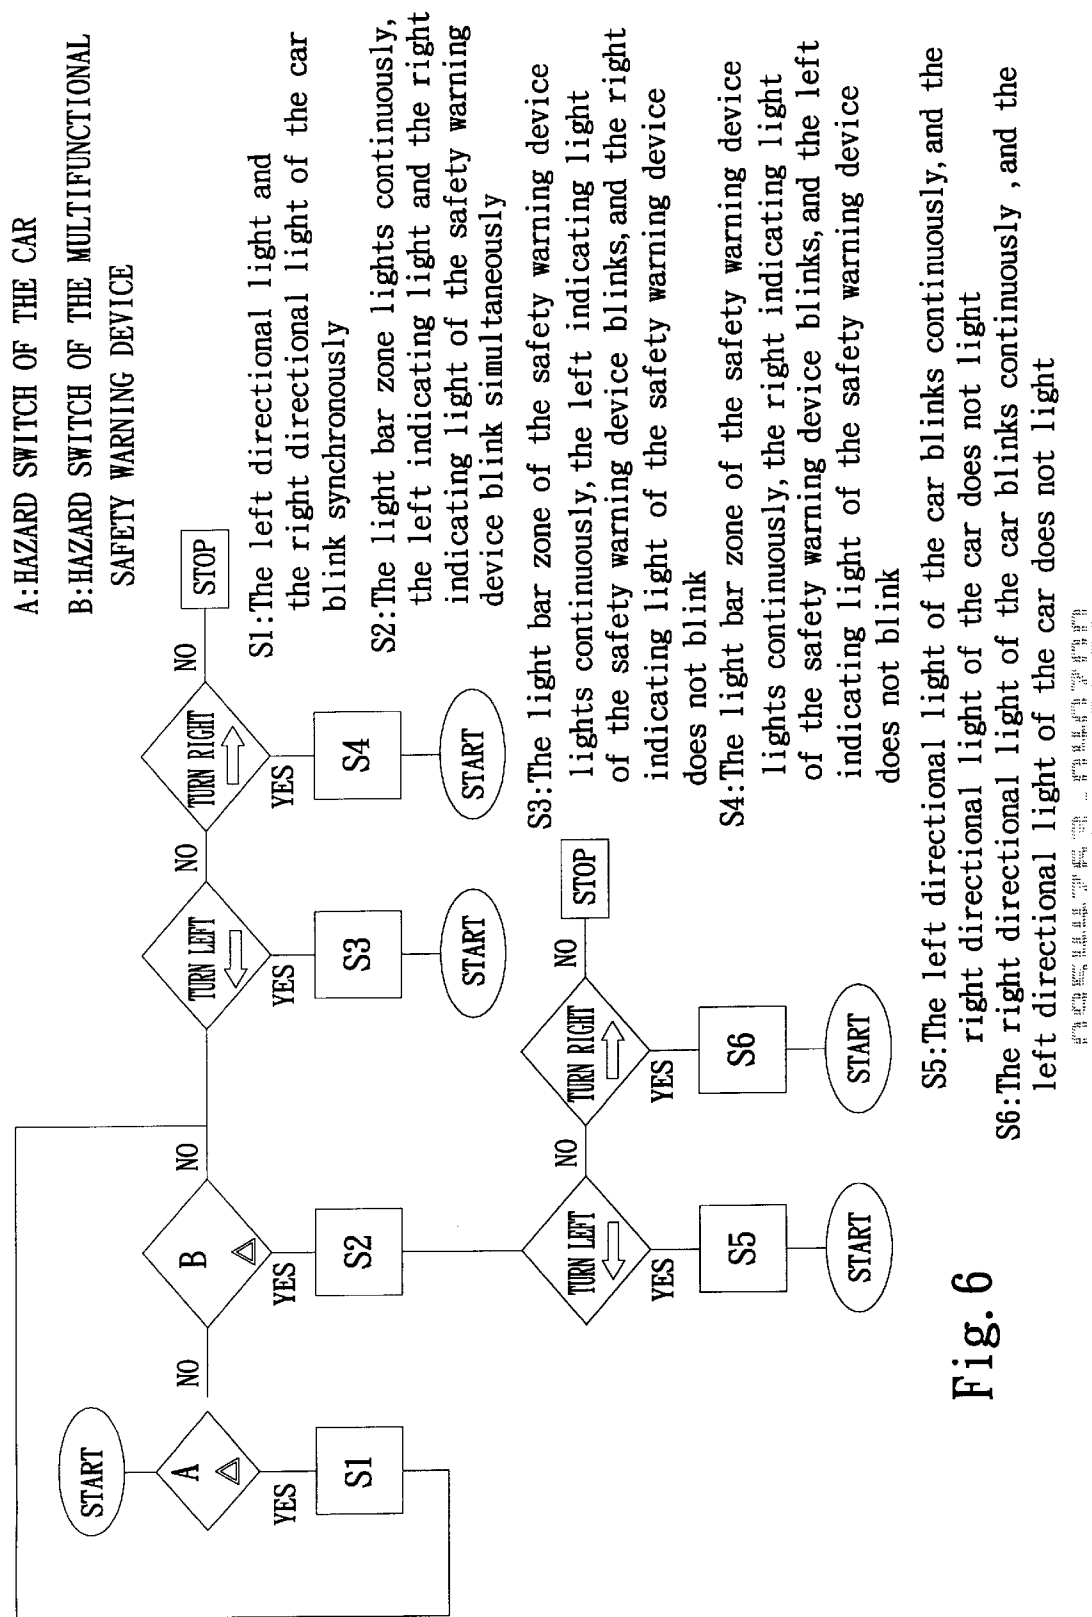 A:HAZARD SWITCH OF THE CAR
B:HAZARD SWITCH OF THE MULTIFUNCTIONAL
SAFETY WARNING DEVICE
START
A
NO
YES
S1
B
NO
YES
S2
TURN LEFT
NO
YES
S3
START
TURN RIGHT
NO
YES
S4
START
STOP
TURN LEFT
NO
YES
S5
START
TURN RIGHT
NO
YES
S6
START
STOP
S1:The left directional light and
the right directional light of the car
blink synchronously
S2:The light bar zone lights continuously,
the left indicating light and the right
indicating light of the safety warning
device blink simultaneously
S3:The light bar zone of the safety warning device
lights continuously, the left indicating light
of the safety warning device blinks, and the right
indicating light of the safety warning device
does not blink
S4:The light bar zone of the safety warning device
lights continuously, the right indicating light
of the safety warning device blinks, and the left
indicating light of the safety warning device
does not blink
S5:The left directional light of the car blinks continuously, and the
right directional light of the car does not light
S6:The right directional light of the car blinks continuously ,and the
left directional light of the car does not light
Fig. 6